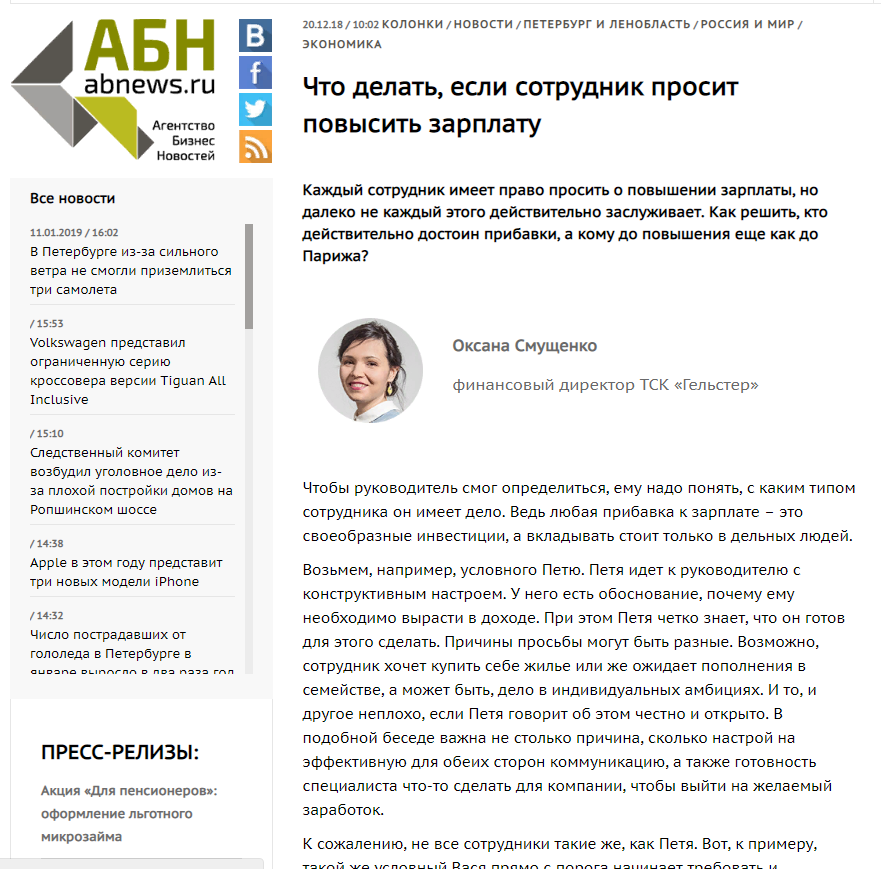 АБН
abnews.ru
Агентство
Бизнес
Новостей
B
f
Все новости
11.01.2019 / 16:02
В Петербурге из-за сильного
ветра не смогли приземлиться
три самолета
/ 15:53
Volkswagen представил
ограниченную серию
кроссовера версии Tiguan All
Inclusive
/ 15:10
Следственный комитет
возбудил уголовное дело из-
за плохой постройки домов на
Ропшинском шоссе
/ 14:38
Apple в этом году представит
три новых модели iPhone
/ 14:32
Число пострадавших от
гололеда в Петербурге в
январе выросло в два раза год
ПРЕСС-РЕЛИЗЫ:
Акция «Для пенсионеров»:
оформление льготного
микрозайма
20.12.18 / 10:02 КОЛОНКИ / НОВОСТИ / ПЕТЕРБУРГ И ЛЕНОБЛАСТЬ / РОССИЯ И МИР /
ЭКОНОМИКА
Что делать, если сотрудник просит
повысить зарплату
Каждый сотрудник имеет право просить о повышении зарплаты, но
далеко не каждый этого действительно заслуживает. Как решить, кто
действительно достоин прибавки, а кому до повышения еще как до
Парижа?
Оксана Смущенко
финансовый директор ТСК «Гельстер»
Чтобы руководитель смог определиться, ему надо понять, с каким типом
сотрудника он имеет дело. Ведь любая прибавка к зарплате – это
своеобразные инвестиции, а вкладывать стоит только в дельных людей.
Возьмем, например, условного Петю. Петя идет к руководителю с
конструктивным настроем. У него есть обоснование, почему ему
необходимо вырасти в доходе. При этом Петя четко знает, что он готов
для этого сделать. Причины просьбы могут быть разные. Возможно,
сотрудник хочет купить себе жилье или же ожидает пополнения в
семействе, а может быть, дело в индивидуальных амбициях. И то, и
другое неплохо, если Петя говорит об этом честно и открыто. В
подобной беседе важна не столько причина, сколько настрой на
эффективную для обеих сторон коммуникацию, а также готовность
специалиста что-то сделать для компании, чтобы выйти на желаемый
заработок.
К сожалению, не все сотрудники такие же, как Петя. Вот, к примеру,
такой же условный Вася прямо с порога начинает требовать и